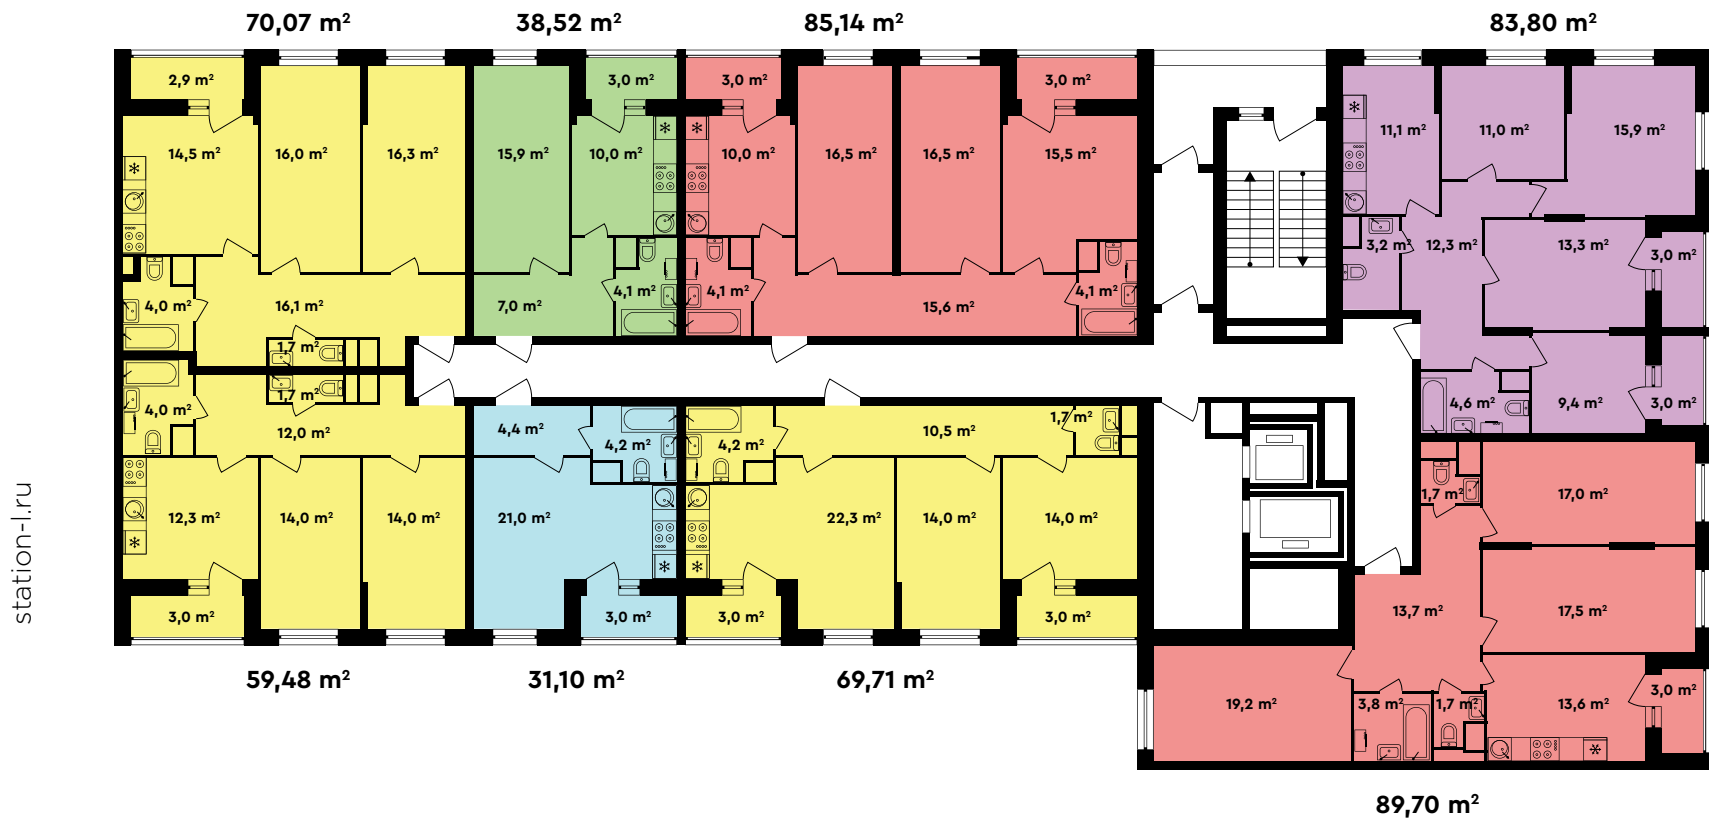 70,07 m²
38,52 m²
85,14 m²
83,80 m²
2,9 m²
3,0 m²
3,0 m²
3,0 m²
14,5 m²
16,0 m²
16,3 m²
15,9 m²
10,0 m²
10,0 m²
16,5 m²
16,5 m²
15,5 m²
11,1 m²
11,0 m²
15,9 m²
3,2 m²
12,3 m²
13,3 m²
3,0 m²
4,0 m²
16,1 m²
7,0 m²
4,1 m²
4,1 m²
15,6 m²
4,1 m²
1,7 m²
1,7 m²
4,0 m²
12,0 m²
4,4 m²
4,2 m²
4,2 m²
10,5 m²
1,7 m²
4,6 m²
9,4 m²
3,0 m²
12,3 m²
14,0 m²
14,0 m²
21,0 m²
22,3 m²
14,0 m²
14,0 m²
1,7 m²
17,0 m²
3,0 m²
3,0 m²
3,0 m²
3,0 m²
13,7 m²
17,5 m²
19,2 m²
3,8 m²
1,7 m²
13,6 m²
3,0 m²
59,48 m²
31,10 m²
69,71 m²
89,70 m²
station-l.ru